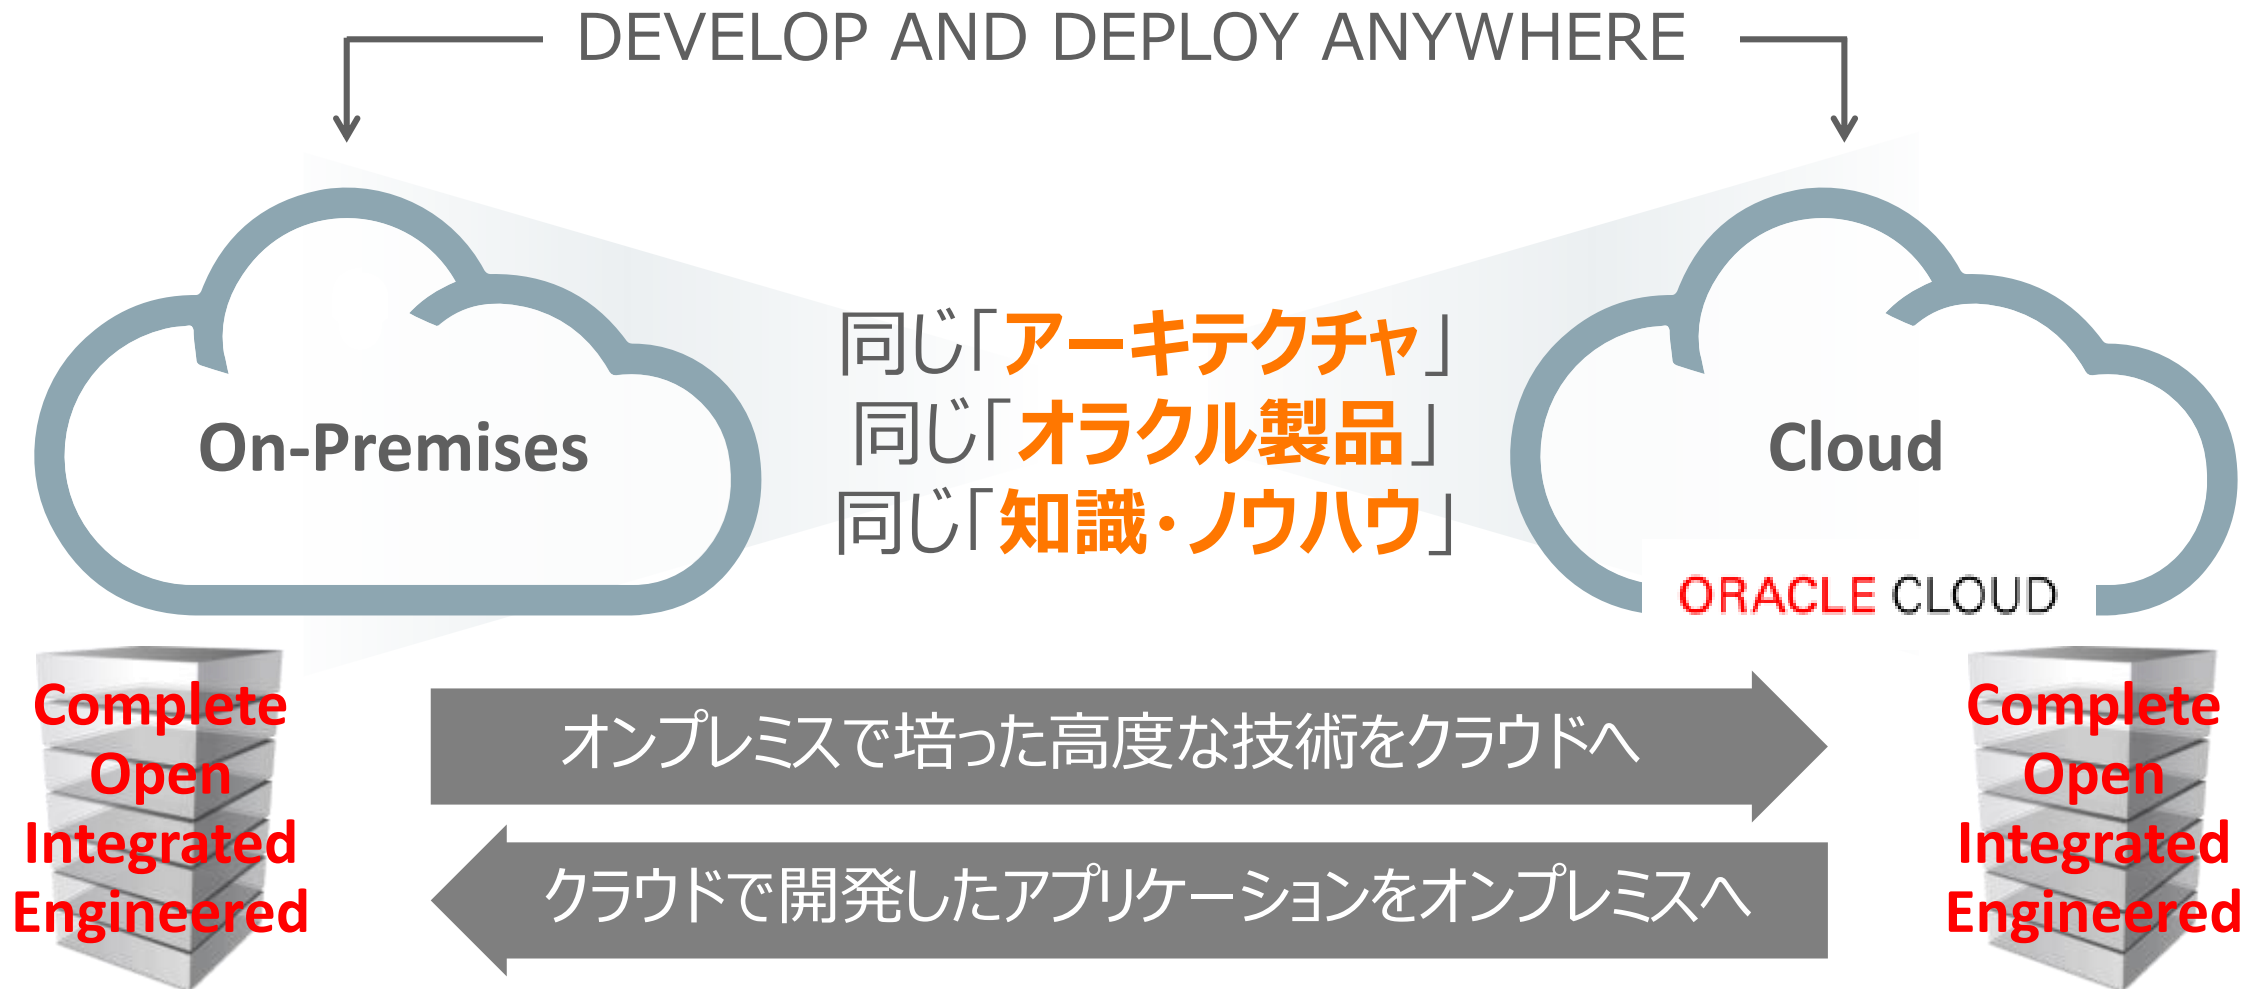 DEVELOP AND DEPLOY ANYWHERE
On-Premises
同じ「アーキテクチャ」
同じ「オラクル製品」
同じ「知識・ノウハウ」
Cloud
ORACLE CLOUD
Complete
Open
Integrated
Engineered
オンプレミスで培った高度な技術をクラウドへ
クラウドで開発したアプリケーションをオンプレミスへ
Complete
Open
Integrated
Engineered